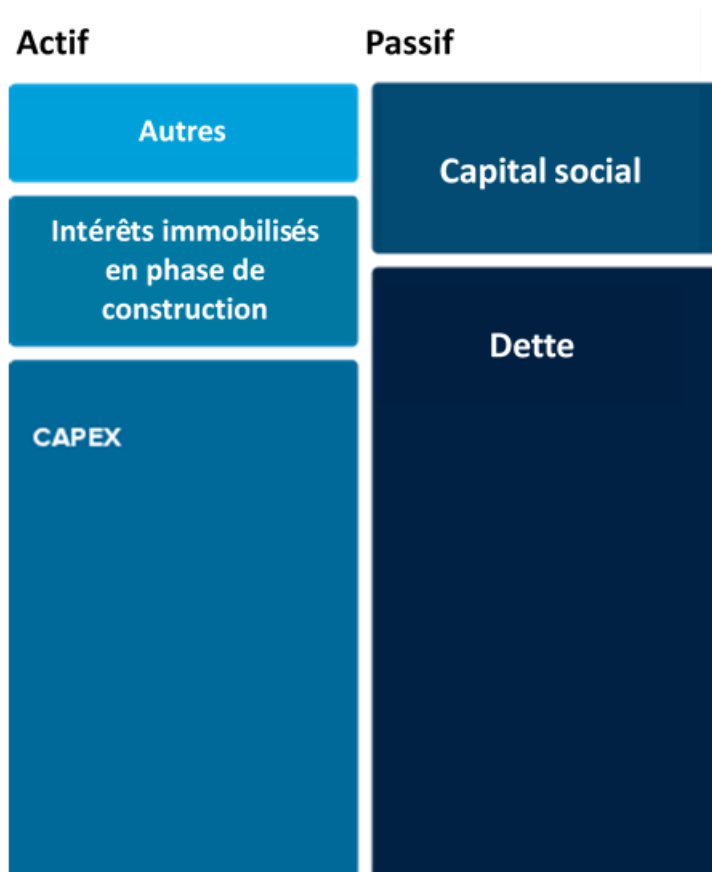 Actif
Passif
Autres
Capital social
Intérêts immobilisés
en phase de
construction
Dette
CAPEX